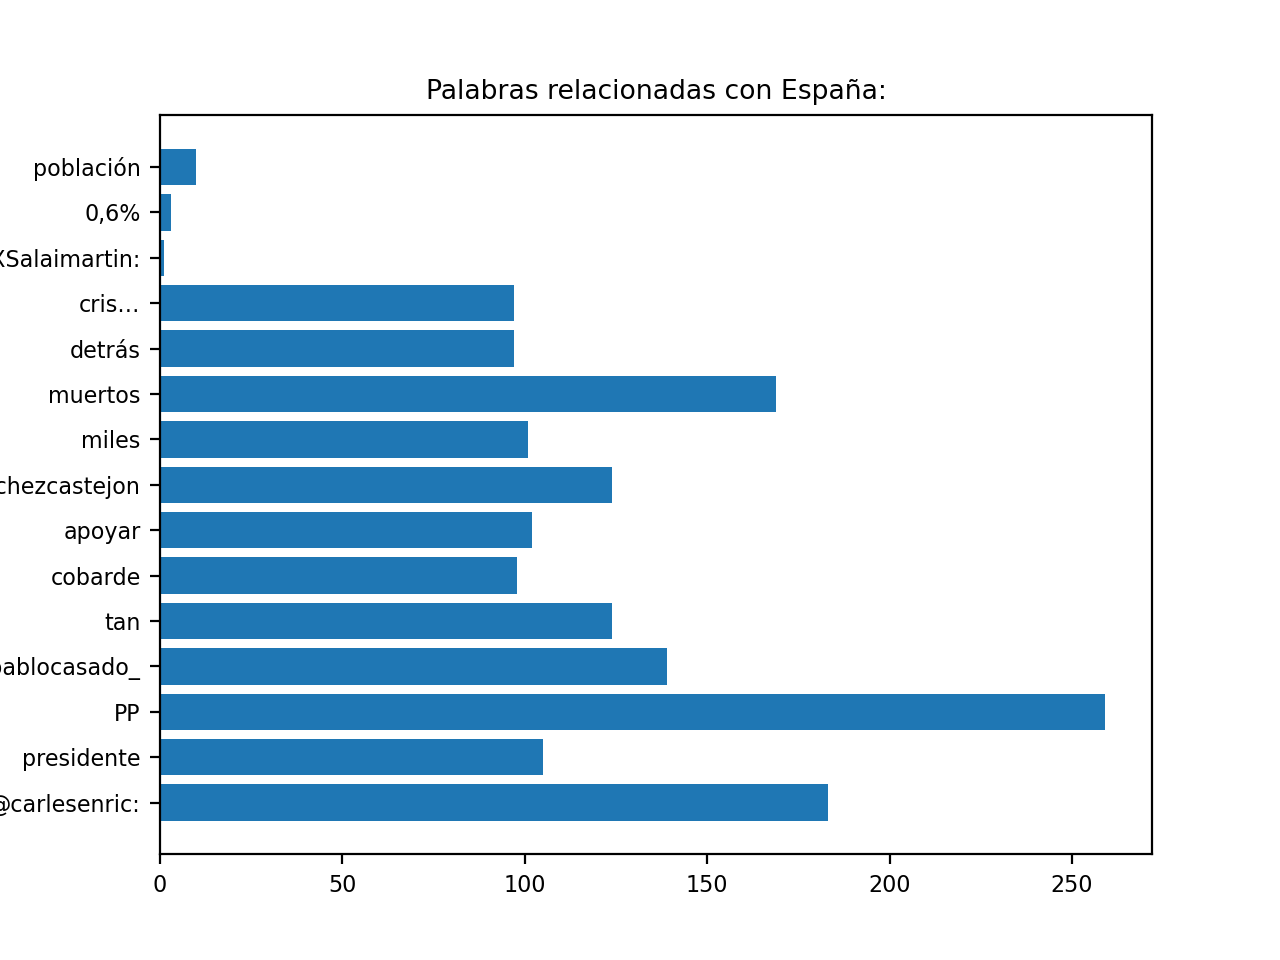 Palabras relacionadas con España:
población
0,6%
XSalaimartin:
cris...
detrás
muertos
miles
chezcastejon
apoyar
cobarde
tan
pablocasado_
PP
presidente
@carlesenric:
0 50 100 150 200 250